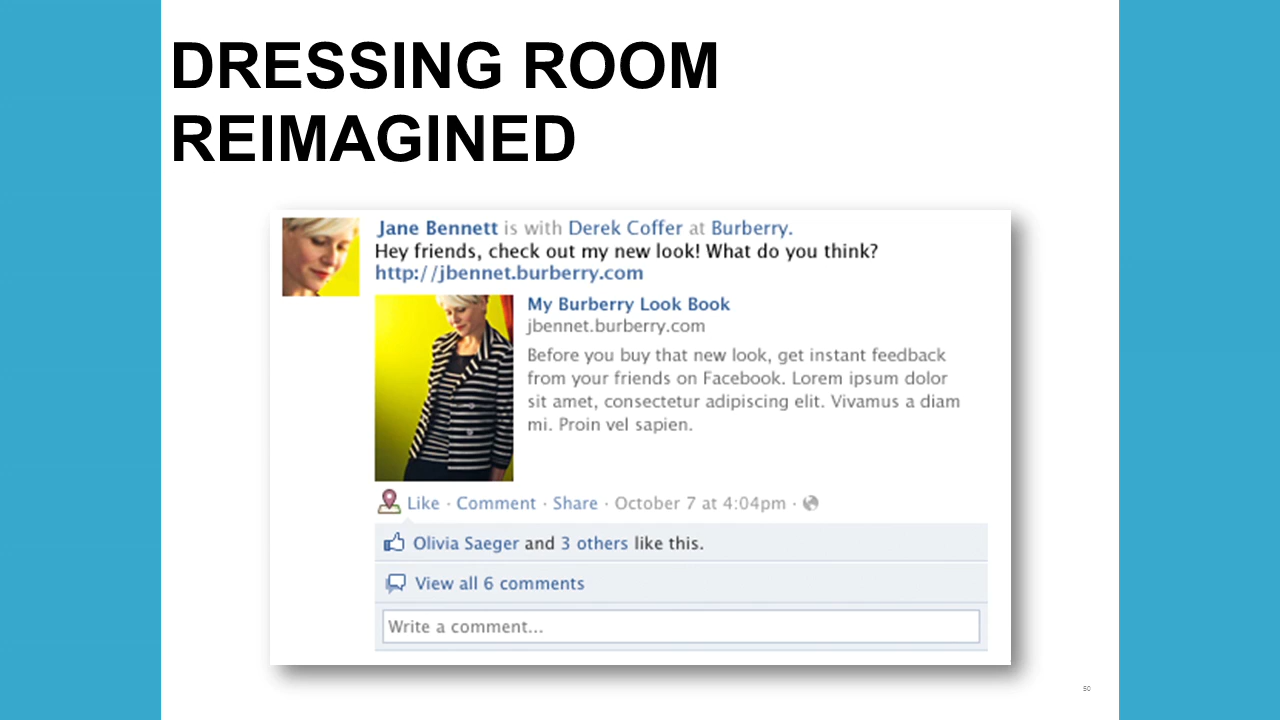 DRESSING ROOM
REIMAGINED
Jane Bennett is with Derek Coffer at Burberry.
Hey friends, check out my new look! What do you think?
http://jbennet.burberry.com
My Burberry Look Book
jbennet.burberry.com
Before you buy that new look, get instant feedback
from your friends on Facebook. Lorem ipsum dolor
sit amet, consectetur adipiscing elit. Vivamus a diam
mi. Proin vel sapien.
Like · Comment · Share · October 7 at 4:04pm ·
Olivia Saeger and 3 others like this.
View all 6 comments
Write a comment...
50